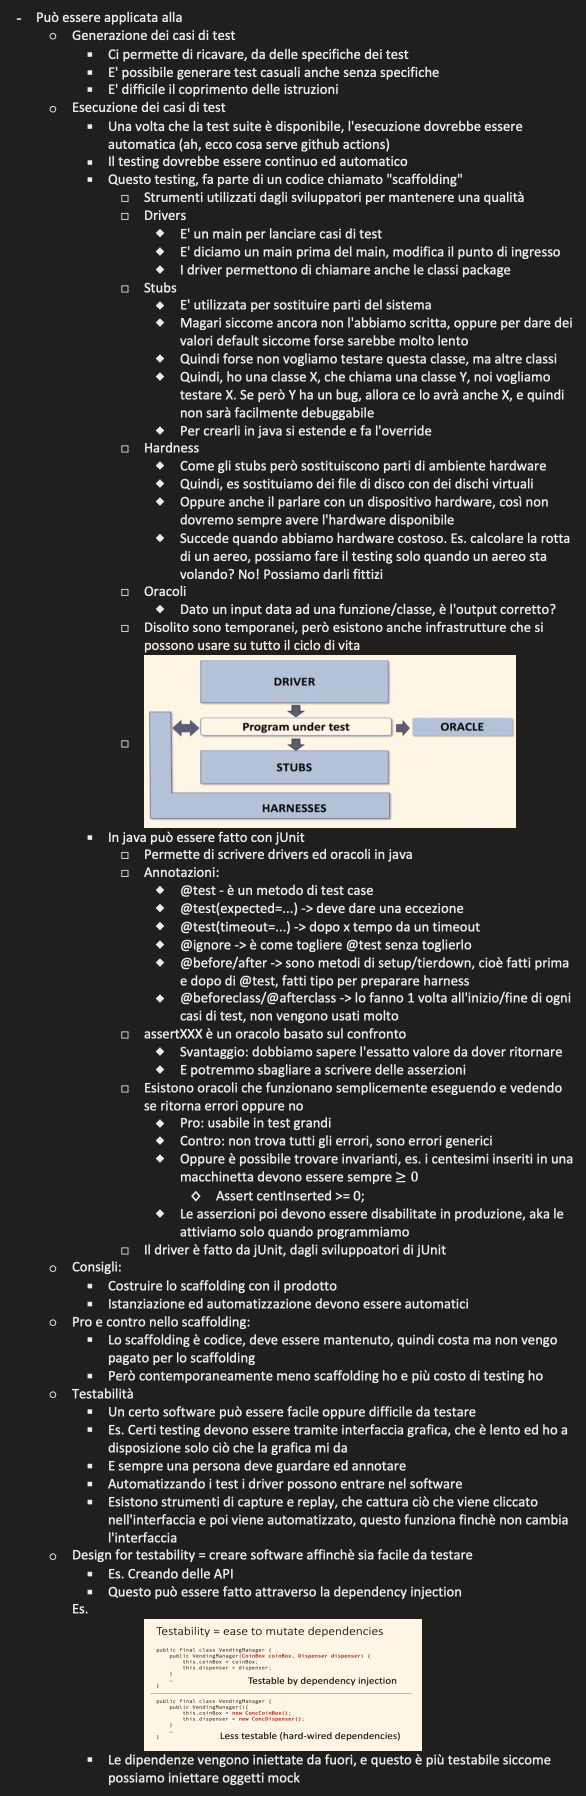 - Può essere applicata alla
o Generazione dei casi di test
▪ Ci permette di ricavare, da delle specifiche dei test
▪ E' possibile generare test casuali anche senza specifiche
▪ E' difficile il coprimento delle istruzioni
o Esecuzione dei casi di test
▪ Una volta che la test suite è disponibile, l'esecuzione dovrebbe essere
automatica (ah, ecco cosa serve github actions)
▪ Il testing dovrebbe essere continuo ed automatico
▪ Questo testing, fa parte di un codice chiamato "scaffolding"
□ Strumenti utilizzati dagli sviluppatori per mantenere una qualità
□ Drivers
◆ E' un main per lanciare casi di test
◆ E' diciamo un main prima del main, modifica il punto di ingresso
◆ I driver permettono di chiamare anche le classi package
□ Stubs
◆ E' utilizzata per sostituire parti del sistema
◆ Magari siccome ancora non l'abbiamo scritta, oppure per dare dei
valori default siccome forse sarebbe molto lento
◆ Quindi forse non vogliamo testare questa classe, ma altre classi
◆ Quindi, ho una classe X, che chiama una classe Y, noi vogliamo
testare X. Se però Y ha un bug, allora ce lo avrà anche X, e quindi
non sarà facilmente debuggabile
◆ Per crearli in java si estende e fa l'override
□ Hardness
◆ Come gli stubs però sostituiscono parti di ambiente hardware
◆ Quindi, es sostituiamo dei file di disco con dei dischi virtuali
◆ Oppure anche il parlare con un dispositivo hardware, così non
dovremo sempre avere l'hardware disponibile
◆ Succede quando abbiamo hardware costoso. Es. calcolare la rotta
di un aereo, possiamo fare il testing solo quando un aereo sta
volando? No! Possiamo darli fittizi
□ Oracoli
◆ Dato un input data ad una funzione/classe, è l'output corretto?
□ Disolito sono temporanei, però esistono anche infrastrutture che si
possono usare su tutto il ciclo di vita
□
DRIVER
Program under test
ORACLE
STUBS
HARNESSES
▪ In java può essere fatto con jUnit
□ Permette di scrivere drivers ed oracoli in java
□ Annotazioni:
◆ @test - è un metodo di test case
◆ @test(expected=...) -> deve dare una eccezione
◆ @test(timeout=...) -> dopo x tempo da un timeout
◆ @ignore -> è come togliere @test senza toglierlo
◆ @before/after -> sono metodi di setup/tierdown, cioè fatti prima
e dopo di @test, fatti tipo per preparare harness
◆ @beforeclass/@afterclass -> lo fanno 1 volta all'inizio/fine di ogni
casi di test, non vengono usati molto
□ assertXXX è un oracolo basato sul confronto
◆ Svantaggio: dobbiamo sapere l'essatto valore da dover ritornare
◆ E potremmo sbagliare a scrivere delle asserzioni
□ Esistono oracoli che funzionano semplicemente eseguendo e vedendo
se ritorna errori oppure no
◆ Pro: usabile in test grandi
◆ Contro: non trova tutti gli errori, sono errori generici
◆ Oppure è possibile trovare invarianti, es. i centesimi inseriti in una
macchinetta devono essere sempre ≥ 0
◇ Assert centInserted >= 0;
◆ Le asserzioni poi devono essere disabilitate in produzione, aka le
attiviamo solo quando programmiamo
□ Il driver è fatto da jUnit, dagli sviluppoatori di jUnit
o Consigli:
▪ Costruire lo scaffolding con il prodotto
▪ Istanziazione ed automatizzazione devono essere automatici
o Pro e contro nello scaffolding:
▪ Lo scaffolding è codice, deve essere mantenuto, quindi costa ma non vengo
pagato per lo scaffolding
▪ Però contemporaneamente meno scaffolding ho e più costo di testing ho
o Testabilità
▪ Un certo software può essere facile oppure difficile da testare
▪ Es. Certi testing devono essere tramite interfaccia grafica, che è lento ed ho a
disposizione solo ciò che la grafica mi da
▪ E sempre una persona deve guardare ed annotare
▪ Automatizzando i test i driver possono entrare nel software
▪ Esistono strumenti di capture e replay, che cattura ciò che viene cliccato
nell'interfaccia e poi viene automatizzato, questo funziona finchè non cambia
l'interfaccia
o Design for testability = creare software affinchè sia facile da testare
▪ Es. Creando delle API
▪ Questo può essere fatto attraverso la dependency injection
Es.
Testability = ease to mutate dependencies
public final class VendingManager {
public VendingManager(CoinBox coinBox, Dispenser dispenser) {
this.coinBox = coinBox;
this.dispenser = dispenser;
}
…
}
Testable by dependency injection
public final class VendingManager {
public VendingManager(){
this.coinBox = new ConcCoinBox();
this.dispenser = new ConcDispenser();
}
…
}
Less testable (hard-wired dependencies)
▪ Le dipendenze vengono iniettate da fuori, e questo è più testabile siccome
possiamo iniettare oggetti mock